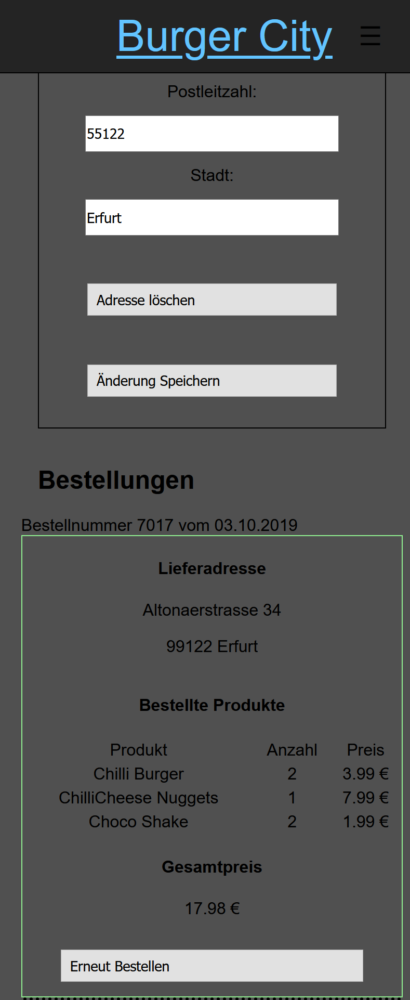 Burger City ☰
Postleitzahl:
55122
Stadt:
Erfurt
Adresse löschen
Änderung Speichern
Bestellungen
Bestellnummer 7017 vom 03.10.2019
Lieferadresse
Altonaerstrasse 34
99122 Erfurt
Bestellte Produkte
Produkt Anzahl Preis
Chilli Burger 2 3.99 €
ChilliCheese Nuggets 1 7.99 €
Choco Shake 2 1.99 €
Gesamtpreis
17.98 €
Erneut Bestellen